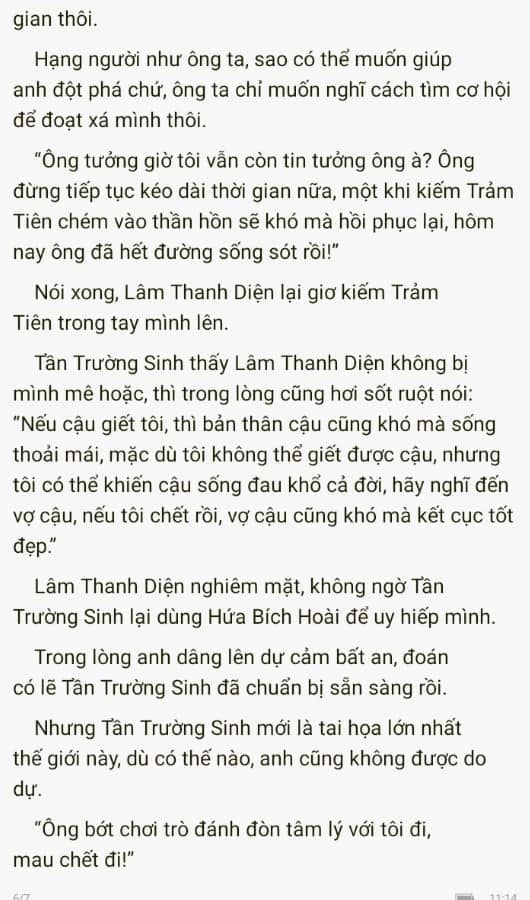 gian thôi.
Hạng người như ông ta, sao có thể muốn giúp
anh đột phá chứ, ông ta chỉ muốn nghĩ cách tìm cơ hội
để đoạt xá mình thôi.
“Ông tưởng giờ tôi vẫn còn tin tưởng ông à? Ông
đừng tiếp tục kéo dài thời gian nữa, một khi kiếm Trảm
Tiên chém vào thần hồn sẽ khó mà hồi phục lại, hôm
nay ông đã hết đường sống sót rồi!”
Nói xong, Lâm Thanh Diện lại giơ kiếm Trảm
Tiên trong tay mình lên.
Tần Trường Sinh thấy Lâm Thanh Diện không bị
mình mê hoặc, thì trong lòng cũng hơi sốt ruột nói:
“Nếu cậu giết tôi, thì bản thân cậu cũng khó mà sống
thoải mái, mặc dù tôi không thể giết được cậu, nhưng
tôi có thể khiến cậu sống đau khổ cả đời, hãy nghĩ đến
vợ cậu, nếu tôi chết rồi, vợ cậu cũng khó mà kết cục tốt
đẹp.”
Lâm Thanh Diện nghiêm mặt, không ngờ Tần
Trường Sinh lại dùng Hứa Bích Hoài để uy hiếp mình.
Trong lòng anh dâng lên dự cảm bất an, đoán
có lẽ Tần Trường Sinh đã chuẩn bị sẵn sàng rồi.
Nhưng Tần Trường Sinh mới là tai họa lớn nhất
thế giới này, dù có thế nào, anh cũng không được do
dự.
“Ông bớt chơi trò đánh đòn tâm lý với tôi đi,
mau chết đi!”
6/7
11:14